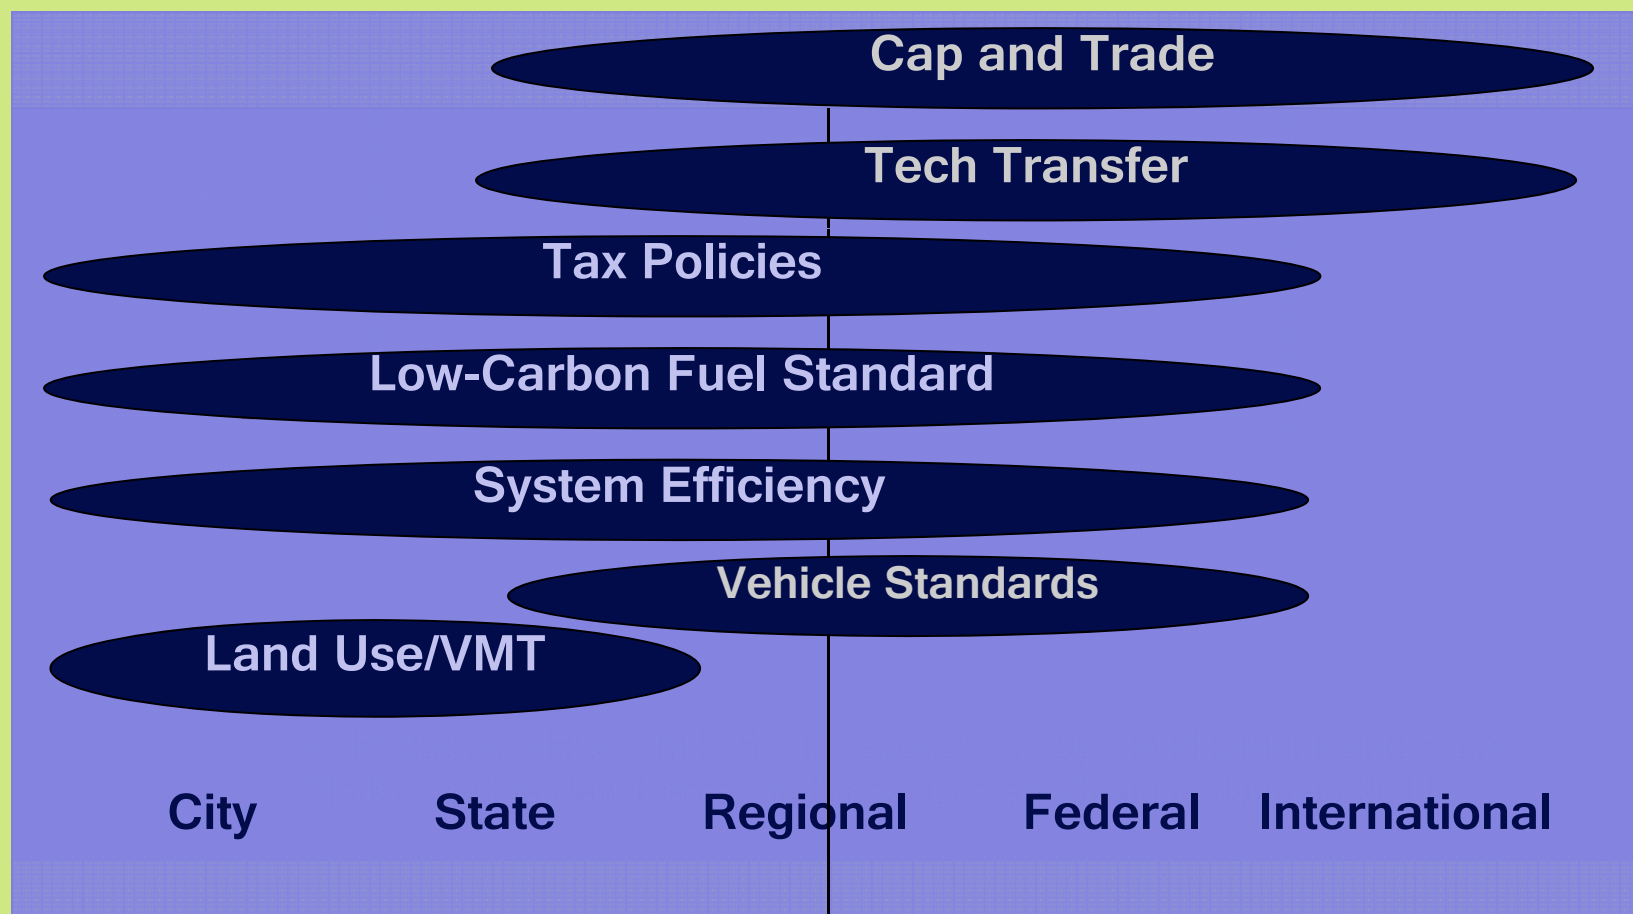 Cap and Trade
Tech Transfer
Tax Policies
Low-Carbon Fuel Standard
System Efficiency
Vehicle Standards
Land Use/VMT
City State Regional Federal International